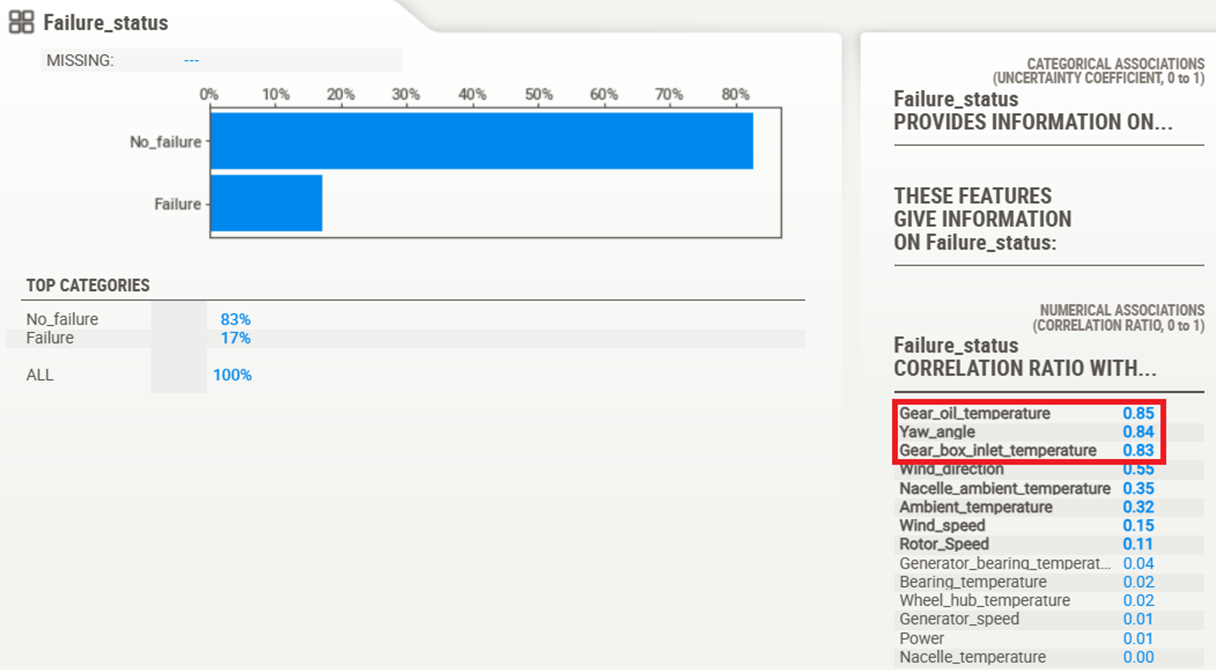 Failure_status
MISSING: ---
0% 10% 20% 30% 40% 50% 60% 70% 80%
No_failure
Failure
TOP CATEGORIES
No_failure 83%
Failure 17%
ALL 100%
CATEGORICAL ASSOCIATIONS
(UNCERTAINTY COEFFICIENT, 0 to 1)
Failure_status
PROVIDES INFORMATION ON...
THESE FEATURES
GIVE INFORMATION
ON Failure_status:
NUMERICAL ASSOCIATIONS
(CORRELATION RATIO, 0 to 1)
Failure_status
CORRELATION RATIO WITH...
Gear_oil_temperature 0.85
Yaw_angle 0.84
Gear_box_inlet_temperature 0.83
Wind_direction 0.55
Nacelle_ambient_temperature 0.35
Ambient_temperature 0.32
Wind_speed 0.15
Rotor_Speed 0.11
Generator_bearing_temperat... 0.04
Bearing_temperature 0.02
Wheel_hub_temperature 0.02
Generator_speed 0.01
Power 0.01
Nacelle_temperature 0.00